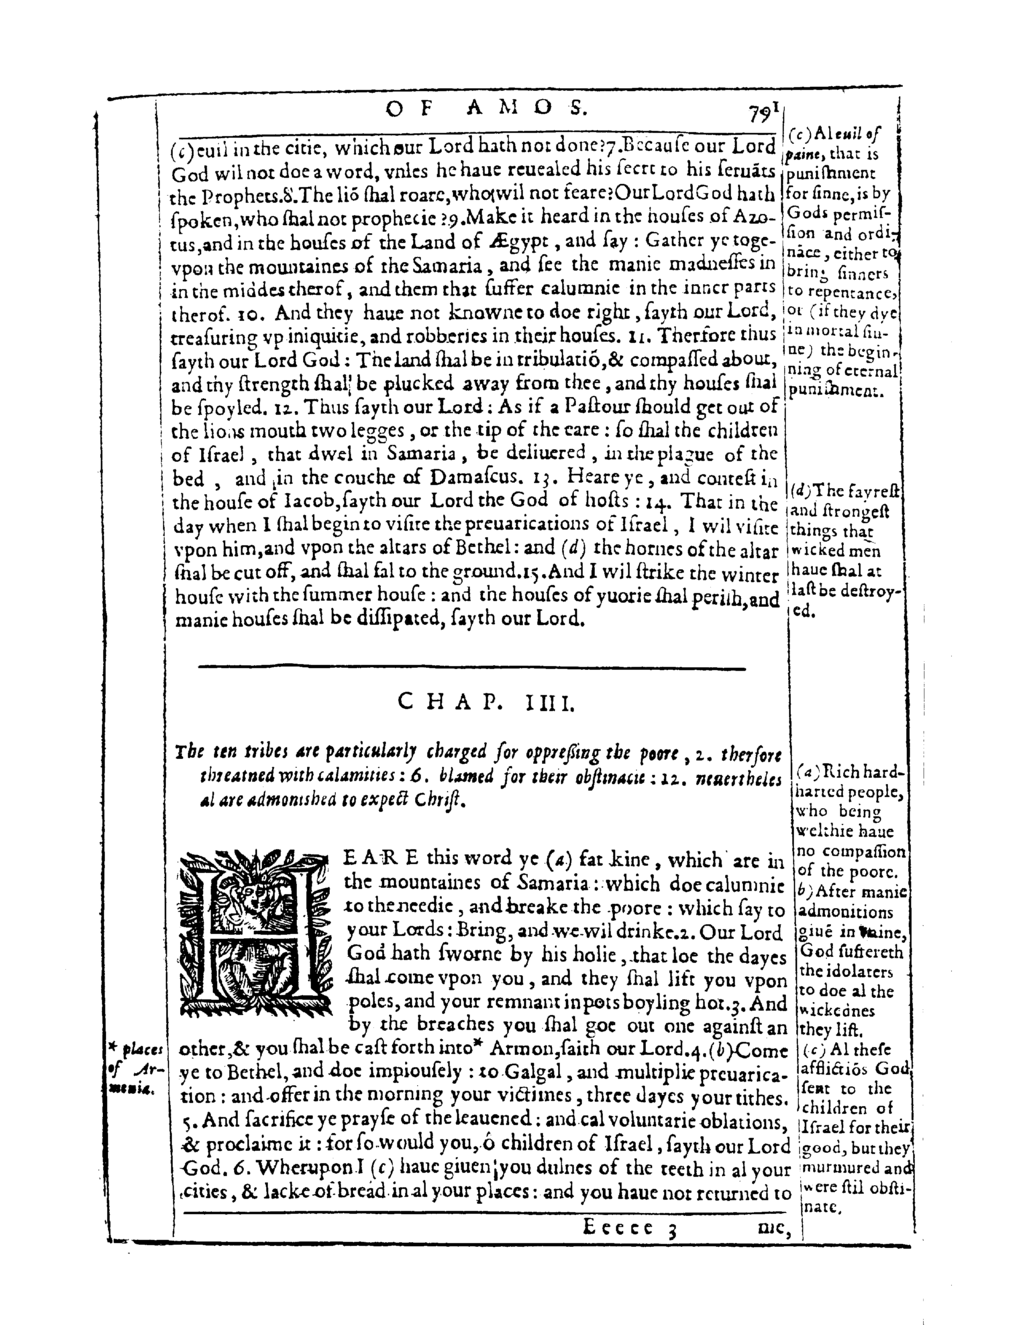 OF AMOS. 791
(c) euil in the citie, which our Lord hath not done? 7. Becauſe our Lord
God wil not doe a word, vnles he haue reuealed his ſecrt to his ſeruāts
the Prophets. 8. The liō ſhal roare, who wil not feare? Our Lord God hath
ſpoken, who ſhal not prophecie? 9. Make it heard in the houſes of Azo-
tus, and in the houſes of the Land of Ægypt, and ſay: Gather ye toge-
vpon the mountaines of the Samaria, and ſee the manie madneſſes in
in the middes therof, and them that ſuffer calumnie in the inner parts
therof. 10. And they haue not knowne to doe right, ſayth our Lord,
treaſuring vp iniquitie, and robberies in their houſes. 11. Therfore thus
ſayth our Lord God: The land ſhal be in tribulatiō, & compaſſed about,
and thy ſtrength ſhal be plucked away from thee, and thy houſes ſhal
be ſpoyled. 12. Thus ſayth our Lord: As if a Paſtour ſhould get out of
the lions mouth two legges, or the tip of the eare: ſo ſhal the children
of Iſrael, that dwel in Samaria, be deliuered, in the plague of the
bed, and in the couche of Damaſcus. 13. Heare ye, and conteſt in
the houſe of Iacob, ſayth our Lord the God of hoſts: 14. That in the
day when I ſhal begin to viſite the preuarications of Iſrael, I wil viſite
vpon him, and vpon the altars of Bethel: and (d) the hornes of the altar
ſhal be cut off, and ſhal fal to the ground. 15. And I wil ſtrike the winter
houſe with the ſummer houſe: and the houſes of yuorie ſhal periſh, and
manie houſes ſhal be diſſipated, ſayth our Lord.
(c) A l euil of
paine, that is
puniſhment
for ſinne, is by
Gods permiſ-
ſion and ordi-
nāce, either to
bring ſinners
to repentance,
or (if they dye
in mortal ſin-
ne) the begin-
ning of eternal
puniſhment.
(d) The fayreſt
and ſtrongeſt
things that
wicked men
haue ſhal at
laſt be deſtroy-
ed.
CHAP. IIII.
The ten tribes are particularly charged for oppreſsing the poore, 2. therfore
threatned with calamities: 6. blamed for their obſtinacie: 12. neuertheles
al are admonished to expect Chriſt.
HEARE this word ye (a) fat kine, which are in
the mountaines of Samaria: which doe calumnie
to the needie, and breake the poore: which ſay to
your Lords: Bring, and we wil drinke. 2. Our Lord
God hath ſworne by his holie, that loe the dayes
ſhal come vpon you, and they ſhal lift you vpon
poles, and your remnant in pots boyling hot. 3. And
by the breaches you ſhal goe out one againſt an
other, & you ſhal be caſt forth into* Armon, ſaith our Lord. 4. (b) Come
ye to Bethel, and doe impiouſely: to Galgal, and multiplie preuarica-
tion: and offer in the morning your victimes, three dayes your tithes.
5. And ſacrifice ye prayſe of the leauened: and cal voluntarie oblations,
& proclaime it: for ſo would you, ó children of Iſrael, ſayth our Lord
God. 6. Wherupon I (c) haue giuen you dulnes of the teeth in al your
cities, & lacke of bread in al your places: and you haue not returned to
* places
of Ar-
menia.
(a) Rich hard-
harted people,
who being
welthie haue
no compaſſion
of the poore.
b) After manie
admonitions
giuē in vaine,
God ſuffereth
the idolaters
to doe al the
wickednes
they liſt.
(c) Al theſe
afflictiōs God
ſent to the
children of
Iſrael for their
good, but they
murmured and
were ſtil obſti-
nate.
Eeeee 3 me,